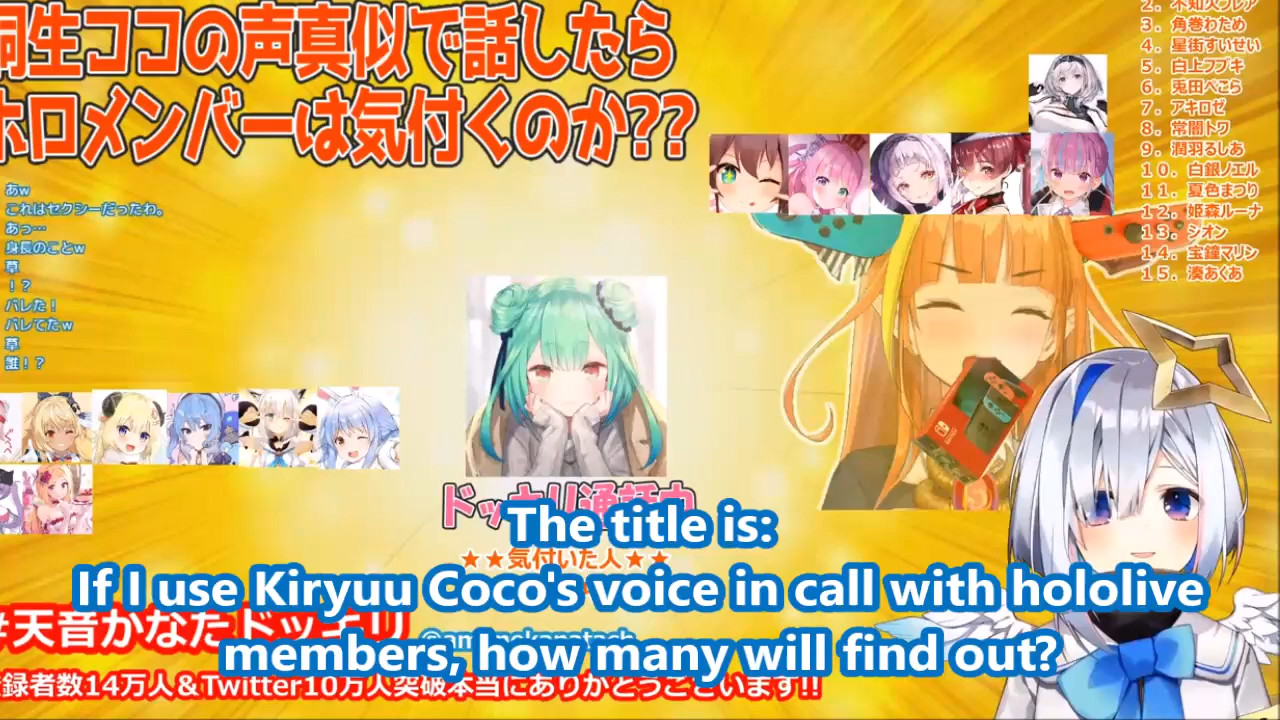 桐生ココの声真似で話したら
ホロメンバーは気付くのか??
2. 不知火フレア
3. 角巻わため
4. 星街すいせい
5. 白上フブキ
6. 兎田ぺこら
7. アキロゼ
8. 常闇トワ
9. 潤羽るしあ
10. 白銀ノエル
11. 夏色まつり
12. 姫森ルーナ
13. シオン
14. 宝鐘マリン
15. 湊あくあ
あw
これはセクシーだったわ。
あっ…
身長のことw
草
！？
バレた！
バレてたw
草
誰！？
ドッキリ通話中
The title is:
★★気付いた人★★
If I use Kiryuu Coco's voice in call with hololive
#天音かなたドッキリ
@amanekanatach
members, how many will find out?
登録者数14万人＆Twitter10万人突破本当にありがとうございます!!